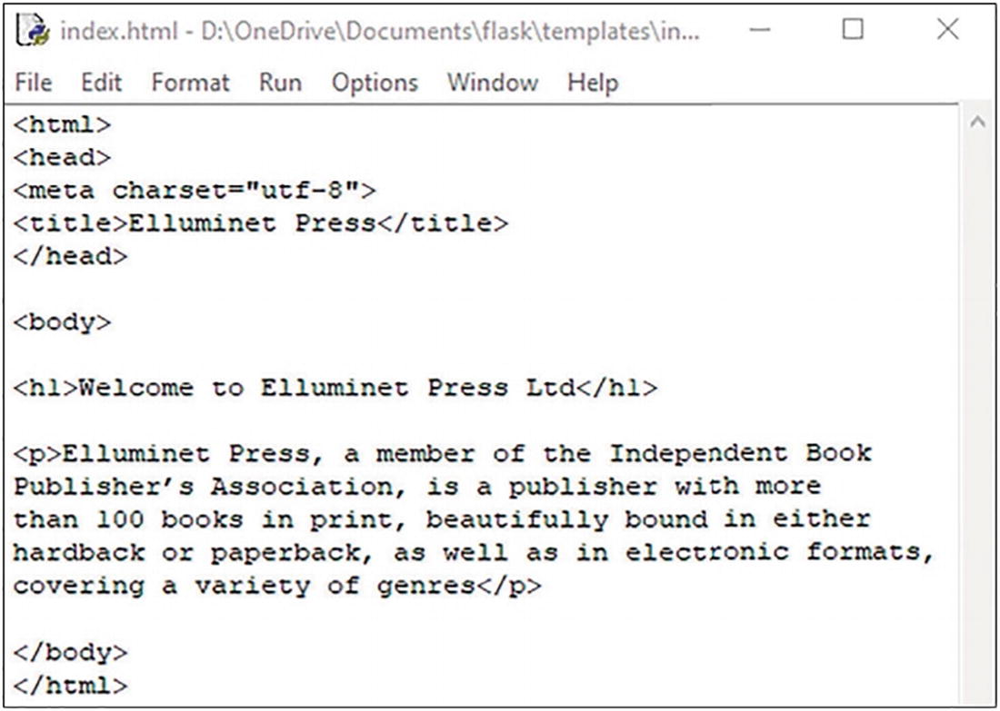 index.html - D:\OneDrive\Documents\flask\templates\in...
File Edit Format Run Options Window Help
<html>
<head>
<meta charset="utf-8">
<title>Elluminet Press</title>
</head>
<body>
<h1>Welcome to Elluminet Press Ltd</h1>
<p>Elluminet Press, a member of the Independent Book
Publisher’s Association, is a publisher with more
than 100 books in print, beautifully bound in either
hardback or paperback, as well as in electronic formats,
covering a variety of genres</p>
</body>
</html>